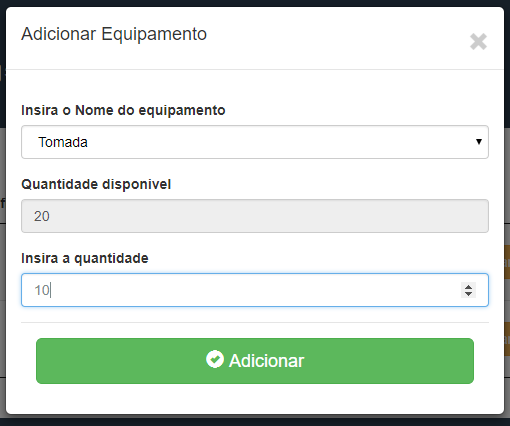 Adicionar Equipamento
×
Insira o Nome do equipamento
Tomada
Quantidade disponivel
20
Insira a quantidade
10
Adicionar